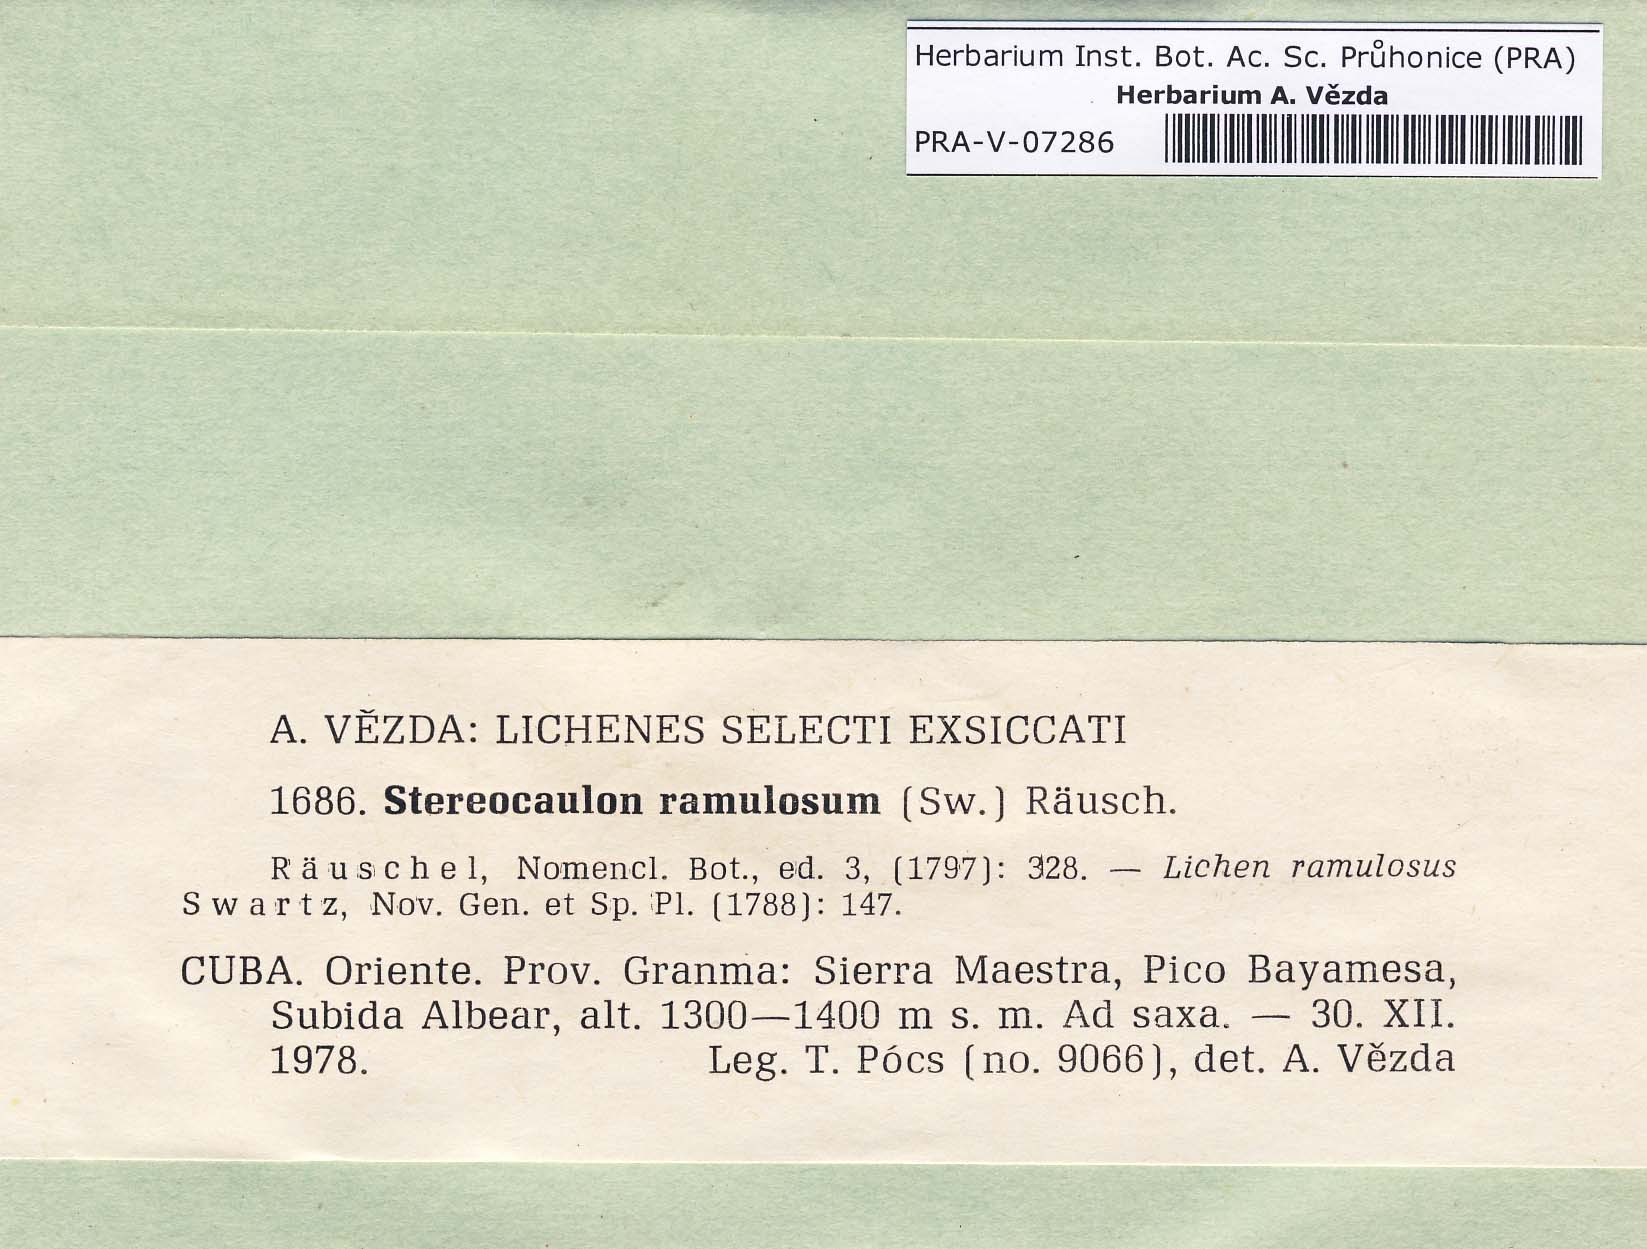 Herbarium Inst. Bot. Ac. Sc. Průhonice (PRA)
Herbarium A. Vězda
PRA-V-07286
A. VĚZDA: LICHENES SELECTI EXSICCATI
1686. Stereocaulon ramulosum (Sw.) Räusch.
Räuschel, Nomencl. Bot., ed. 3, (1797): 328. — Lichen ramulosus
Swartz, Nov. Gen. et Sp. Pl. (1788): 147.
CUBA. Oriente. Prov. Granma: Sierra Maestra, Pico Bayamesa,
Subida Albear, alt. 1300—1400 m s. m. Ad saxa. — 30. XII.
1978. Leg. T. Pócs (no. 9066), det. A. Vězda